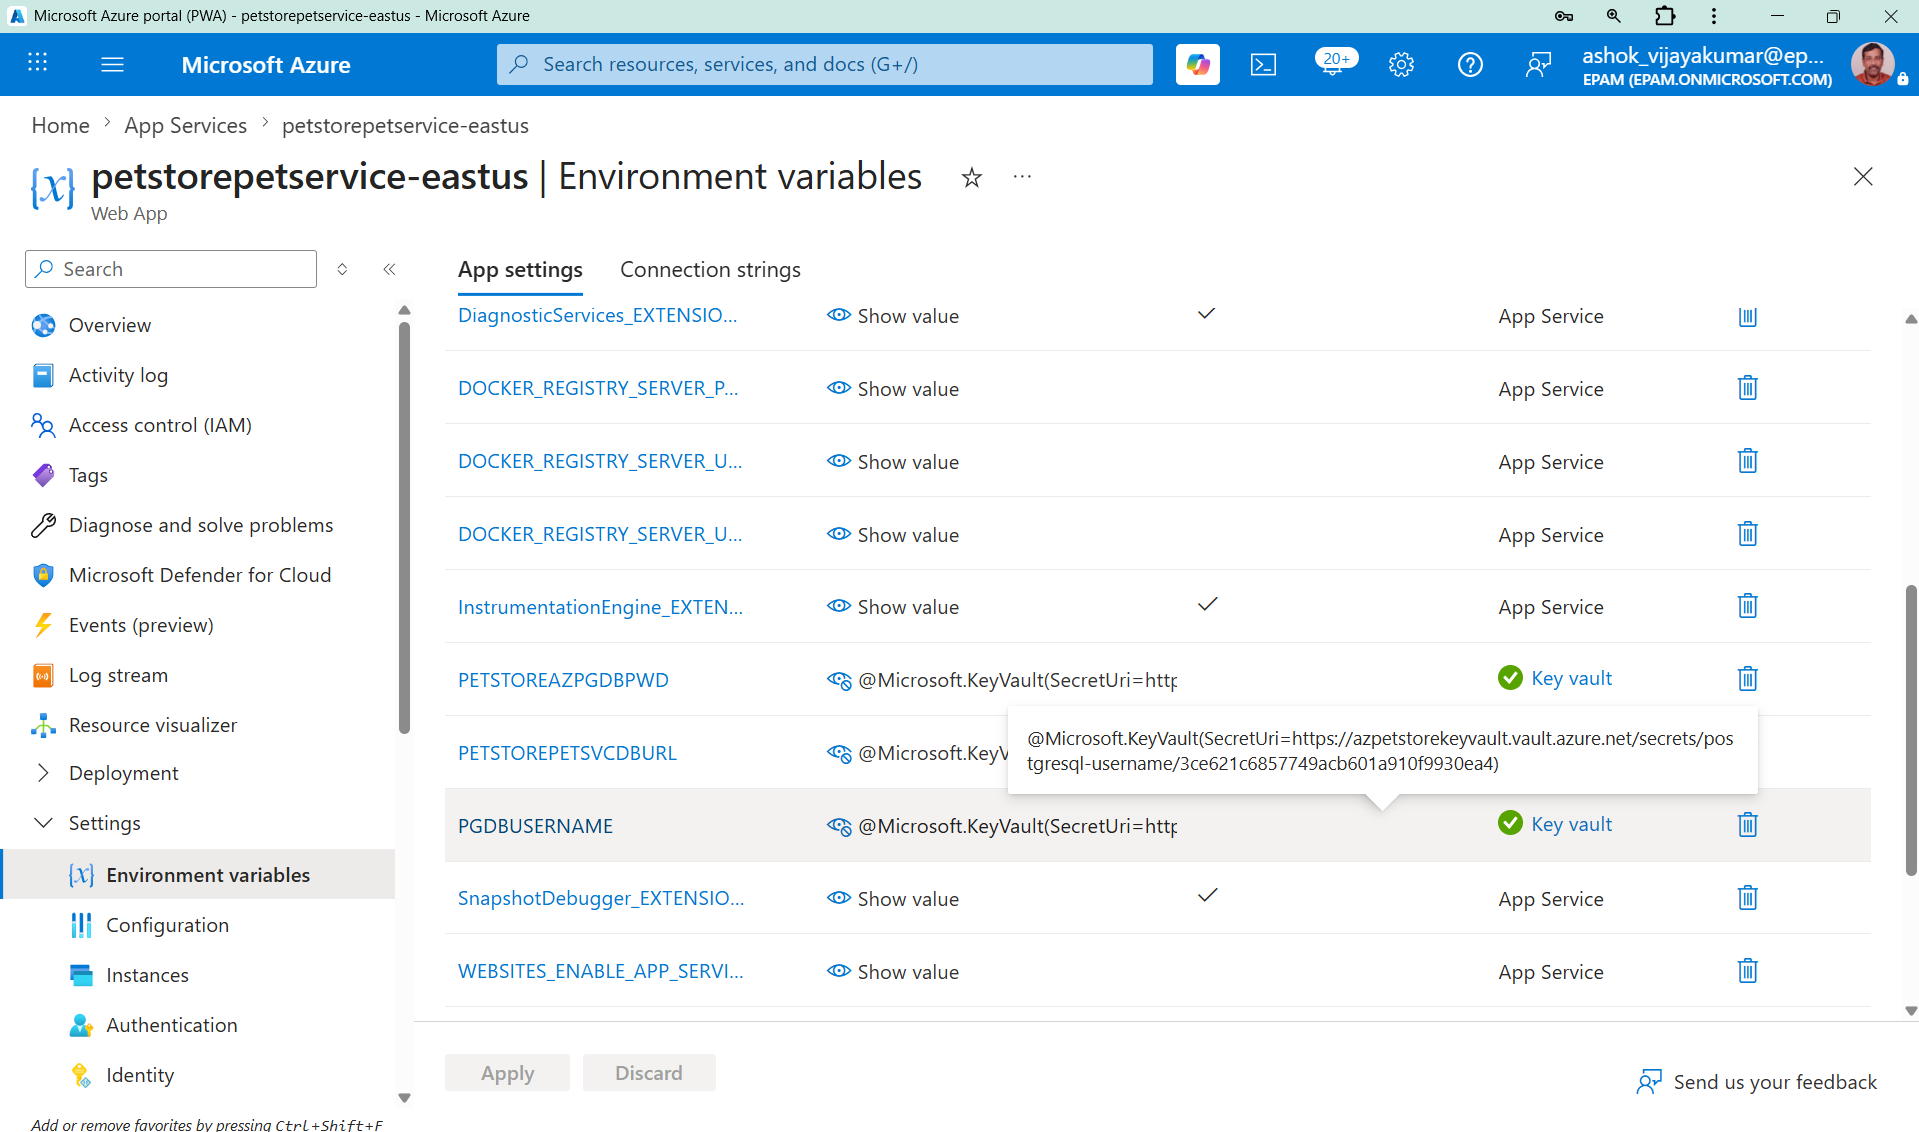 Microsoft Azure portal (PWA) - petstorepetservice-eastus - Microsoft Azure
Microsoft Azure
Search resources, services, and docs (G+/)
20+
ashok_vijayakumar@ep...
EPAM (EPAM.ONMICROSOFT.COM)
Home > App Services > petstorepetservice-eastus
petstorepetservice-eastus | Environment variables
Web App
Search
Overview
Activity log
Access control (IAM)
Tags
Diagnose and solve problems
Microsoft Defender for Cloud
Events (preview)
Log stream
Resource visualizer
Deployment
Settings
Environment variables
Configuration
Instances
Authentication
Identity
Add or remove favorites by pressing Ctrl+Shift+F
App settings Connection strings
DiagnosticServices_EXTENSIO... Show value App Service
DOCKER_REGISTRY_SERVER_P... Show value App Service
DOCKER_REGISTRY_SERVER_U... Show value App Service
DOCKER_REGISTRY_SERVER_U... Show value App Service
InstrumentationEngine_EXTEN... Show value App Service
PETSTOREAZPGDBPWD @Microsoft.KeyVault(SecretUri=http Key vault
@Microsoft.KeyVault(SecretUri=https://azpetstorekeyvault.vault.azure.net/secrets/pos
tgresql-username/3ce621c6857749acb601a910f9930ea4)
PETSTOREPETSVCDBURL @Microsoft.KeyV
PGDBUSERNAME @Microsoft.KeyVault(SecretUri=http Key vault
SnapshotDebugger_EXTENSIO... Show value App Service
WEBSITES_ENABLE_APP_SERVI... Show value App Service
Apply Discard
Send us your feedback